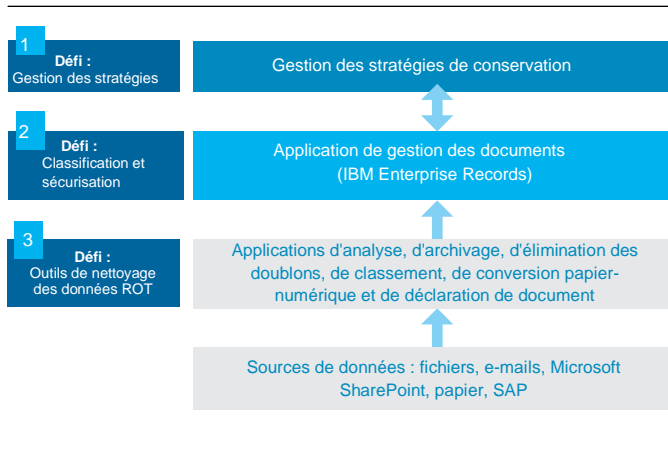 1
Défi :
Gestion des stratégies
Gestion des stratégies de conservation
2
Défi :
Classification et
sécurisation
Application de gestion des documents
(IBM Enterprise Records)
3
Défi :
Outils de nettoyage
des données ROT
Applications d'analyse, d'archivage, d'élimination des
doublons, de classement, de conversion papier-
numérique et de déclaration de document
Sources de données : fichiers, e-mails, Microsoft
SharePoint, papier, SAP